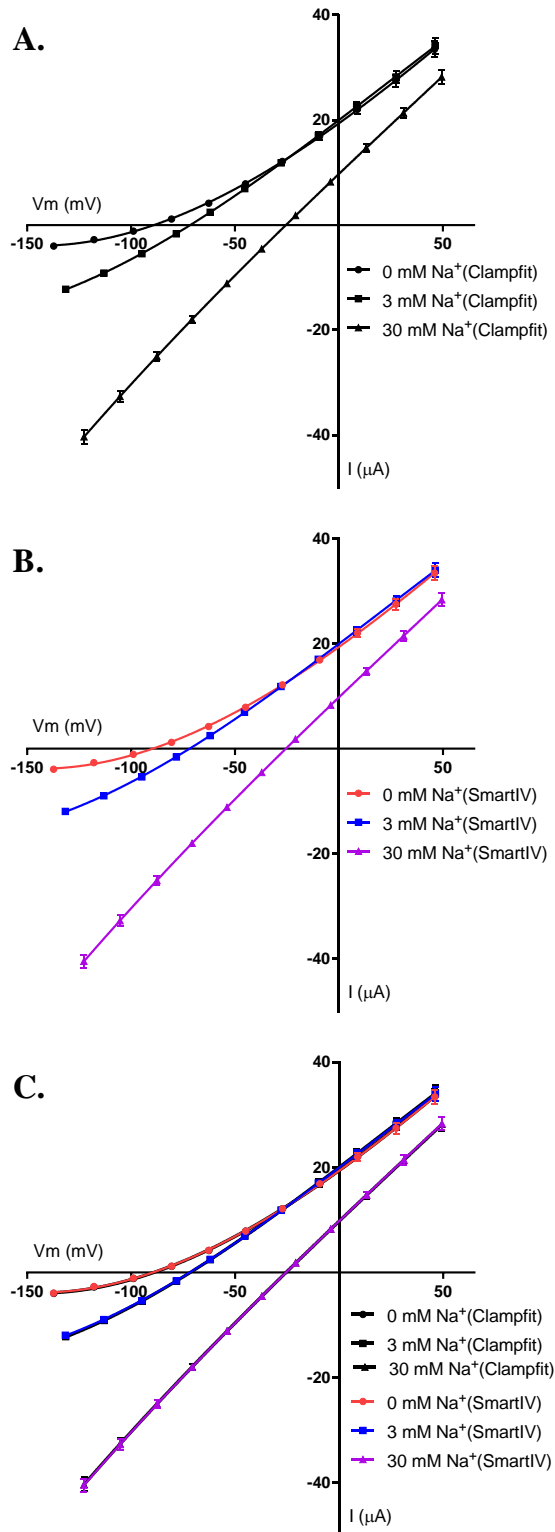 A.
40
20
Vm (mV)
-150
-100
-50
50
0 mM Na⁺(Clampfit)
3 mM Na⁺(Clampfit)
30 mM Na⁺(Clampfit)
-20
-40
I (μA)
B.
40
20
Vm (mV)
-150
-100
-50
50
0 mM Na⁺(SmartIV)
3 mM Na⁺(SmartIV)
30 mM Na⁺(SmartIV)
-20
-40
I (μA)
C.
40
20
Vm (mV)
-150
-100
-50
50
0 mM Na⁺(Clampfit)
3 mM Na⁺(Clampfit)
30 mM Na⁺(Clampfit)
-20
0 mM Na⁺(SmartIV)
3 mM Na⁺(SmartIV)
30 mM Na⁺(SmartIV)
-40
I (μA)